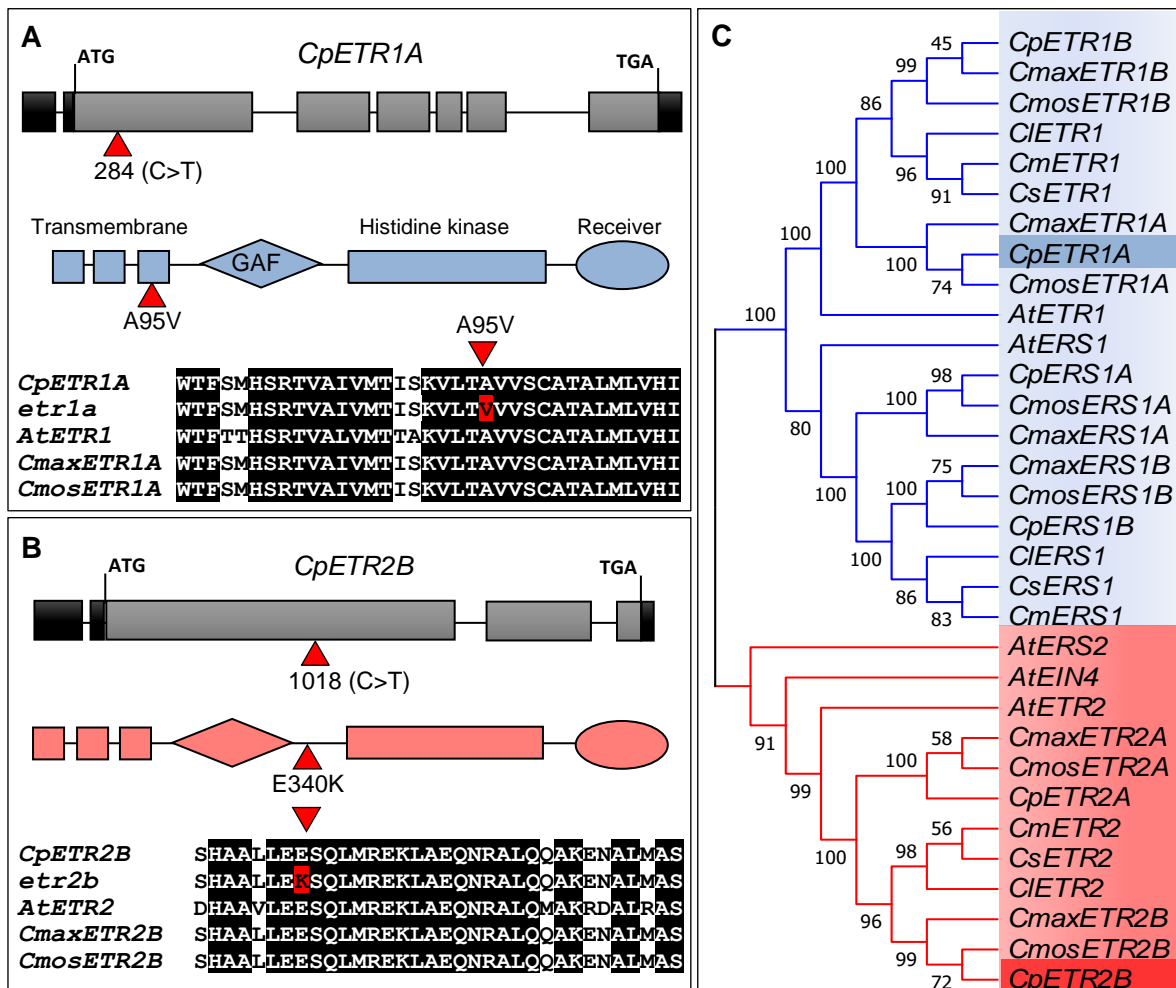 A
CpETR1A
ATG
TGA
284 (C>T)
Transmembrane
GAF
Histidine kinase
Receiver
A95V
A95V
CpETR1A WTFSMHSRTVAIVMTISKVLTAVVSCATALMLVHI
etr1a WTFSMHSRTVAIVMTISKVLTVVVSCATALMLVHI
AtETR1 WTFTTHSRTVALVMTTAKVLTAVVSCATALMLVHI
CmaxETR1A WTFSMHSRTVAIVMTISKVLTAVVSCATALMLVHI
CmosETR1A WTFSMHSRTVAIVMTISKVLTAVVSCATALMLVHI
B
CpETR2B
ATG
TGA
1018 (C>T)
E340K
CpETR2B SHAALLEESQLMREKLAEQNRALQQAKENALMAS
etr2b SHAALLEKSQLMREKLAEQNRALQQAKENALMAS
AtETR2 DHAAVLEESQLMREKLAEQNRALQMAKRDALRAS
CmaxETR2B SHAALLEESQLMREKLAEQNRALQQAKENALMAS
CmosETR2B SHAALLEESQLMREKLAEQNRALQQAKENALMAS
C
45 CpETR1B
99 CmaxETR1B
86 CmosETR1B
ClETR1
100 96 CmETR1
91 CsETR1
CmaxETR1A
100 100 CpETR1A
74 CmosETR1A
100 AtETR1
AtERS1
98 CpERS1A
100 CmosERS1A
80 CmaxERS1A
75 CmaxERS1B
100 100 CmosERS1B
CpERS1B
100 ClERS1
86 CsERS1
83 CmERS1
AtERS2
AtEIN4
91 AtETR2
58 CmaxETR2A
99 100 CmosETR2A
CpETR2A
56 CmETR2
100 98 CsETR2
ClETR2
96 CmaxETR2B
99 CmosETR2B
72 CpETR2B